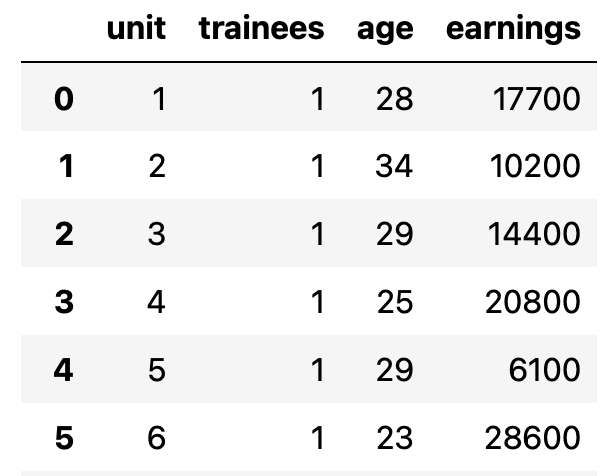 unit trainees age earnings
0 1 1 28 17700
1 2 1 34 10200
2 3 1 29 14400
3 4 1 25 20800
4 5 1 29 6100
5 6 1 23 28600